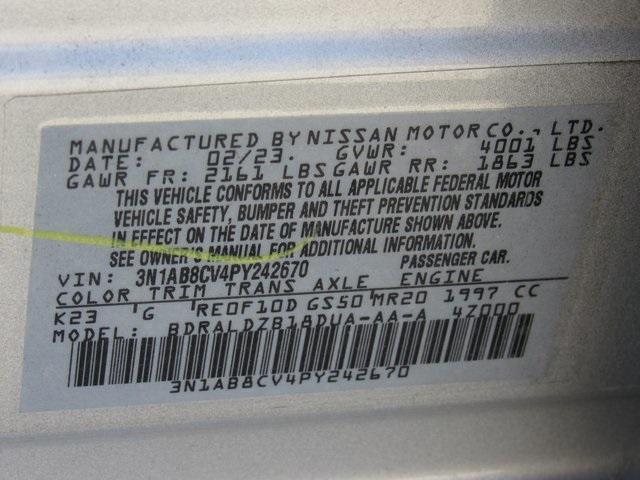 MANUFACTURED BY NISSAN MOTOR CO., LTD.
DATE: 02/23. GVWR: 4001 LBS
GAWR FR: 2161 LBS GAWR RR: 1863 LBS
THIS VEHICLE CONFORMS TO ALL APPLICABLE FEDERAL MOTOR
VEHICLE SAFETY, BUMPER AND THEFT PREVENTION STANDARDS
IN EFFECT ON THE DATE OF MANUFACTURE SHOWN ABOVE.
SEE OWNER'S MANUAL FOR ADDITIONAL INFORMATION.
VIN: 3N1AB8CV4PY242670 PASSENGER CAR.
COLOR TRIM TRANS AXLE ENGINE
K23 G RE0F10D GS50 MR20 1997 CC
MODEL: BDRALDZB18DUA-AA-A 4Z000
3N1AB8CV4PY242670